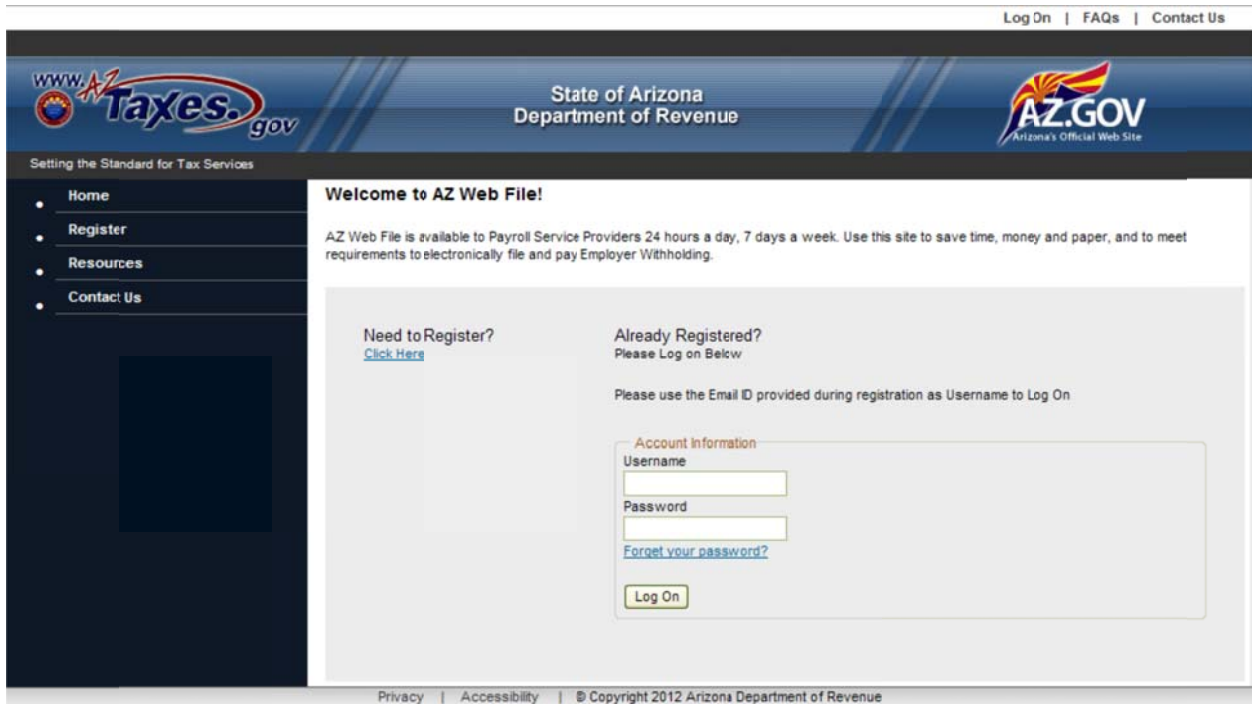 Log On | FAQs | Contact Us
www.AZTaxes.gov
State of Arizona
Department of Revenue
AZ.GOV
Arizona's Official Web Site
Setting the Standard for Tax Services
Home
Register
Resources
Contact Us
Welcome to AZ Web File!
AZ Web File is available to Payroll Service Providers 24 hours a day, 7 days a week. Use this site to save time, money and paper, and to meet
requirements to electronically file and pay Employer Withholding.
Need to Register?
Click Here
Already Registered?
Please Log on Below
Please use the Email ID provided during registration as Username to Log On
Account Information
Username
Password
Forget your password?
Log On
Privacy | Accessibility | © Copyright 2012 Arizona Department of Revenue